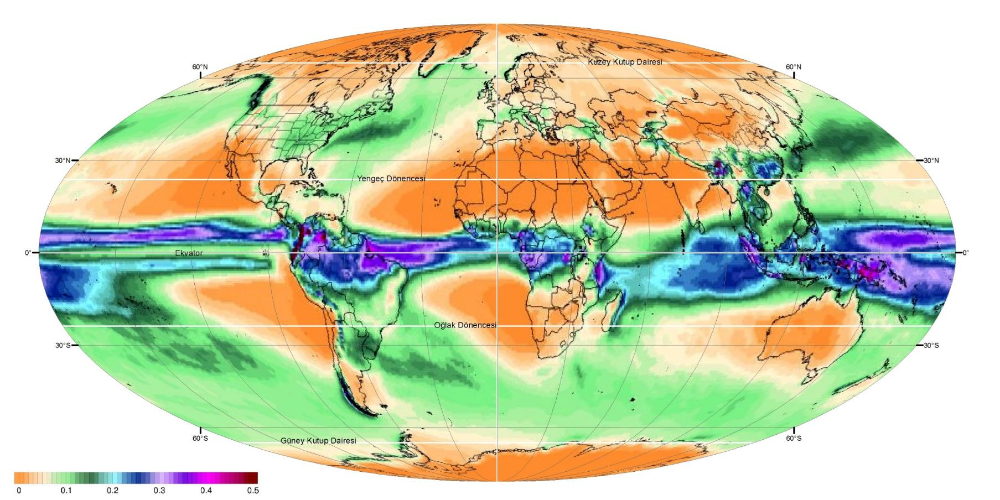 60°N
60°N
Kuzey Kutup Dairesi
30°N
30°N
Yengeç Dönencesi
0°
Ekvator
0°
Oğlak Dönencesi
30°S
30°S
60°S
60°S
Güney Kutup Dairesi
0 0.1 0.2 0.3 0.4 0.5